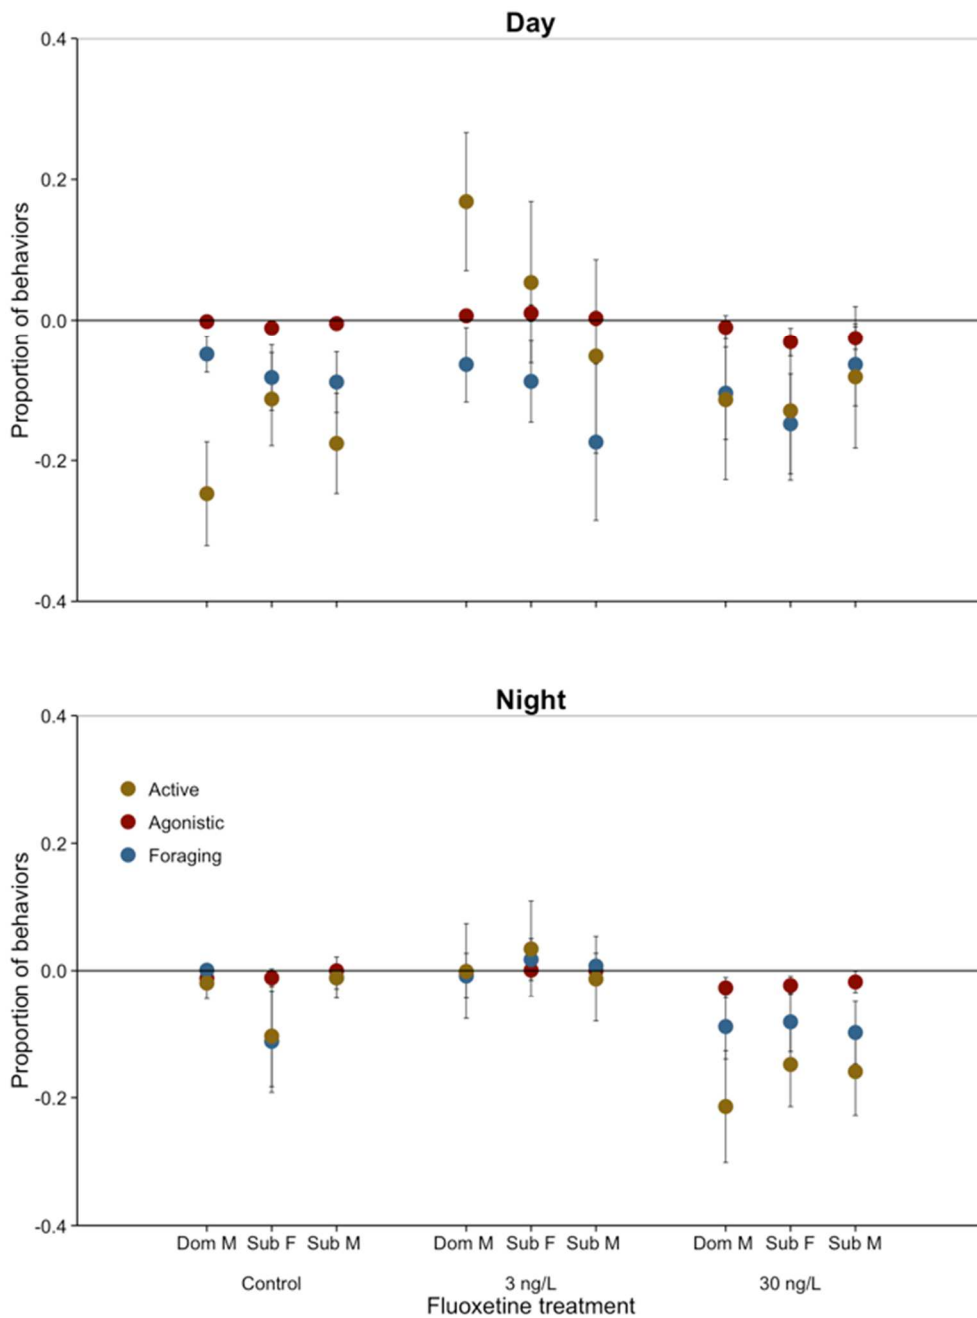 Day
0.4
0.2
0.0
-0.2
-0.4
Proportion of behaviors
Night
0.4
0.2
0.0
-0.2
-0.4
Proportion of behaviors
Active
Agonistic
Foraging
Dom M Sub F Sub M Dom M Sub F Sub M Dom M Sub F Sub M
Control 3 ng/L 30 ng/L
Fluoxetine treatment